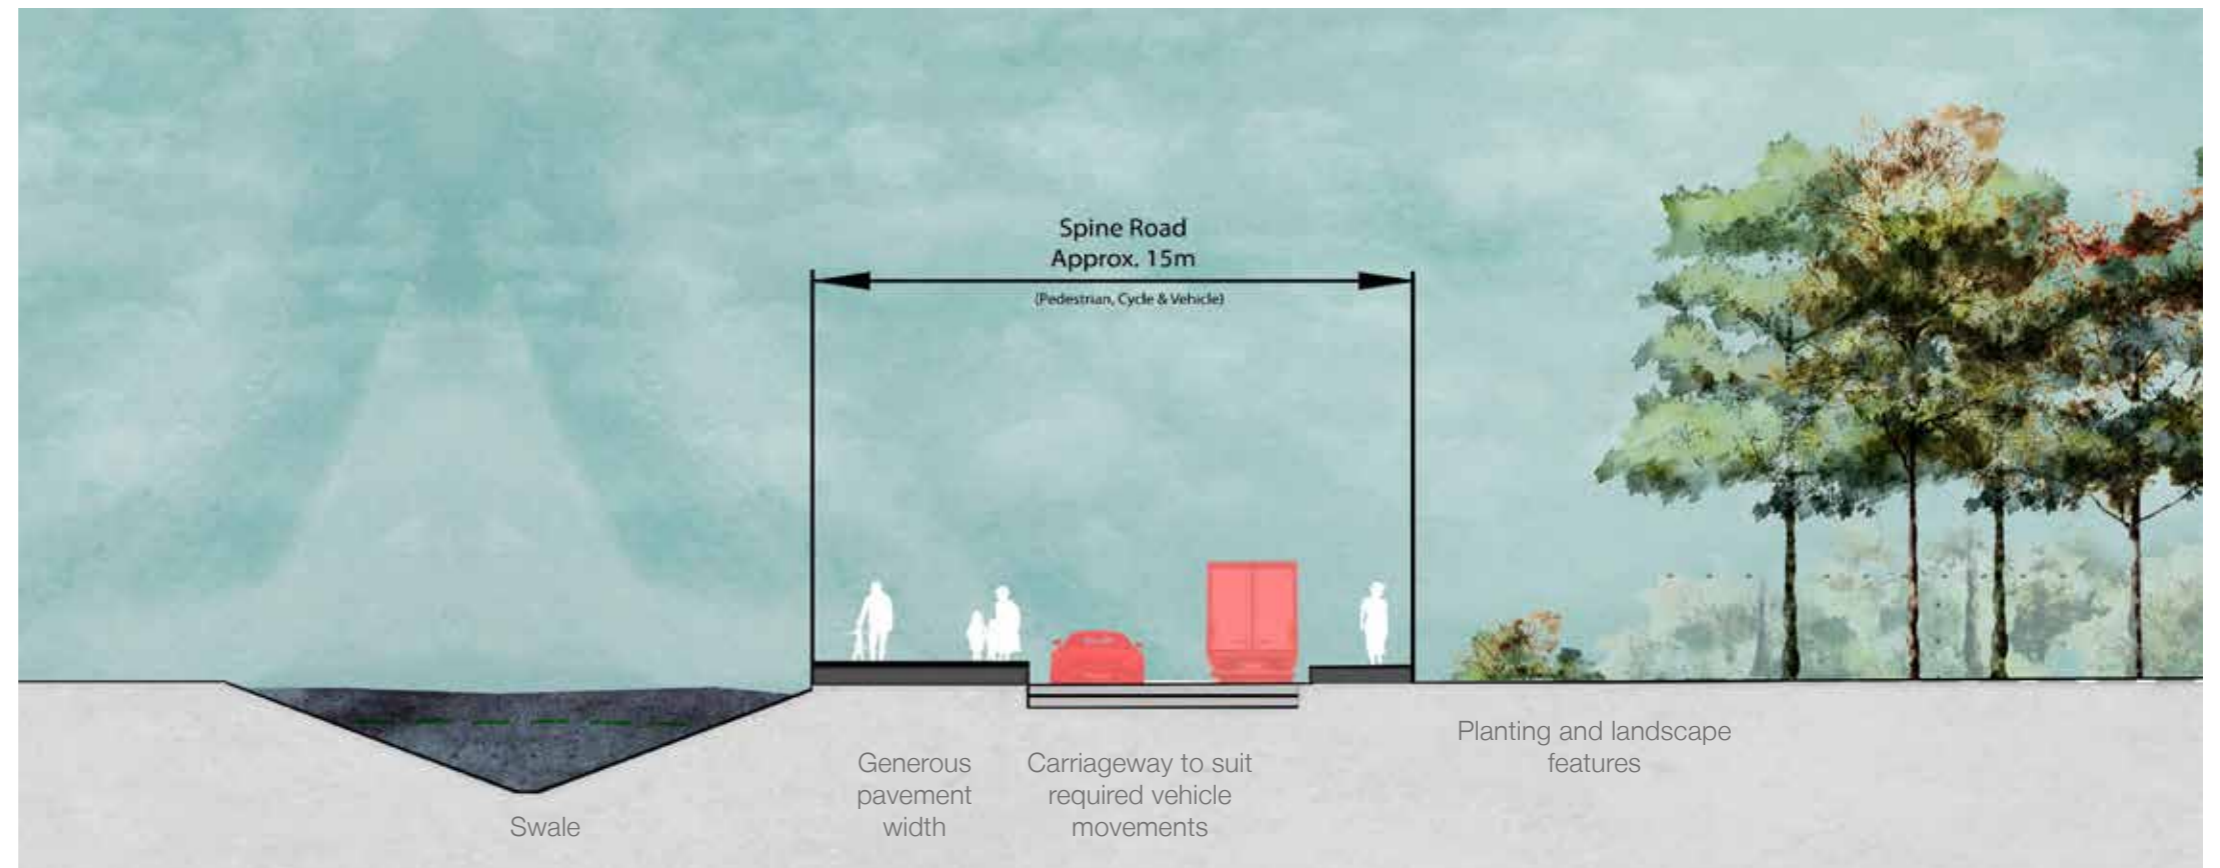 Spine Road
Approx. 15m
(Pedestrian, Cycle & Vehicle)
Swale
Generous
pavement
width
Carriageway to suit
required vehicle
movements
Planting and landscape
features